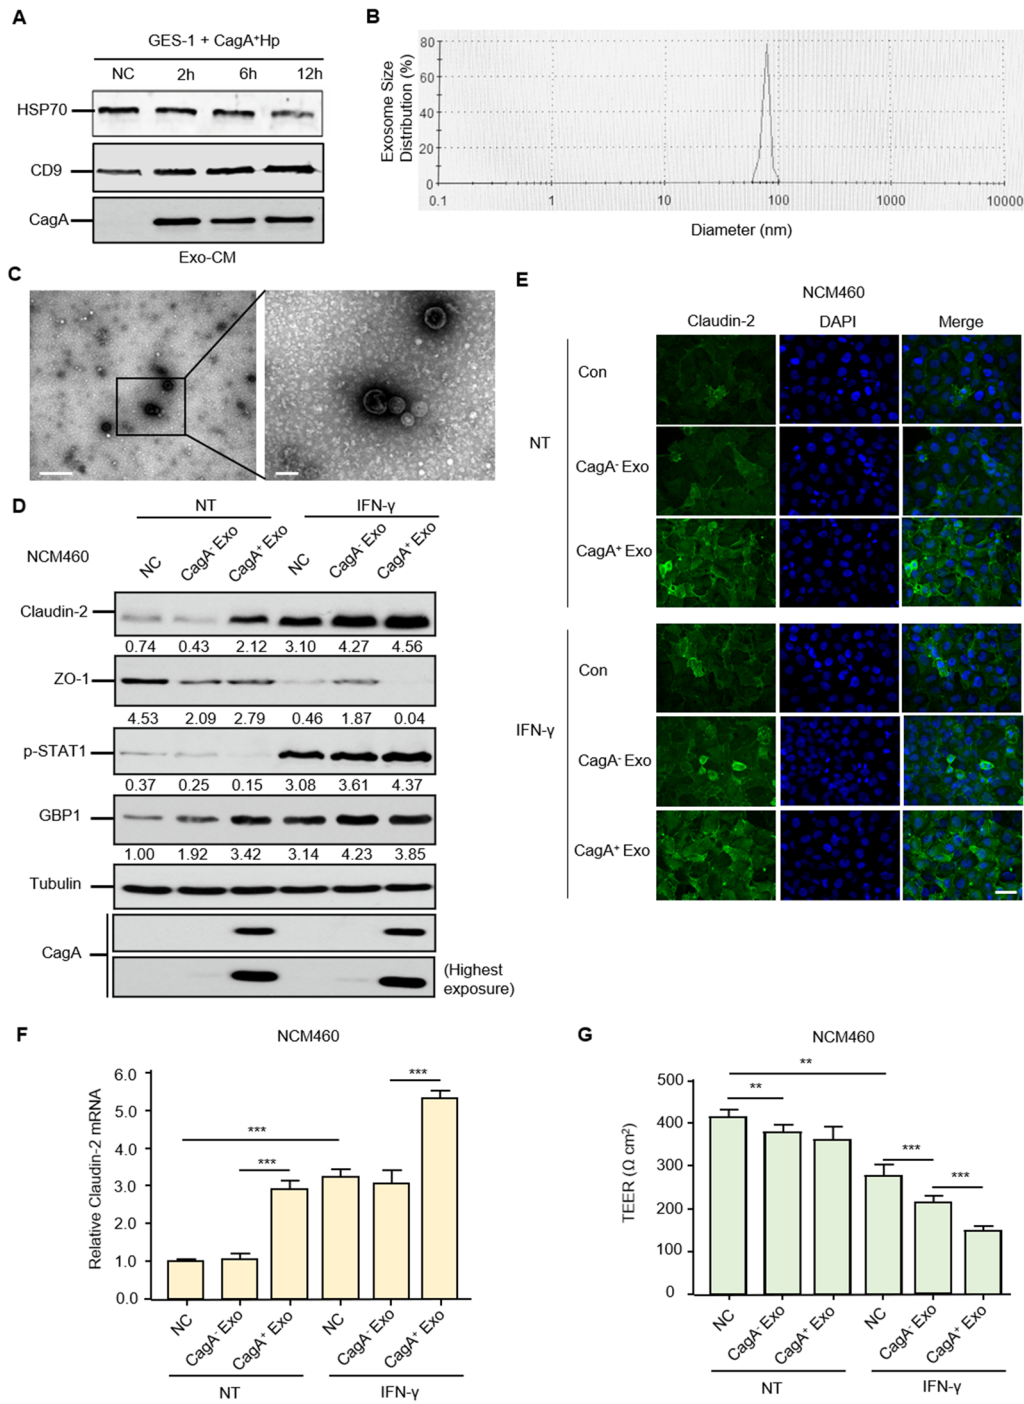 A
GES-1 + CagA⁺Hp
NC 2h 6h 12h
HSP70
CD9
CagA
Exo-CM
B
Exosome Size
Distribution (%)
80
60
40
20
0
0.1 1 10 100 1000 10000
Diameter (nm)
C
D
NT IFN-γ
NCM460
NC CagA⁻ Exo CagA⁺ Exo NC CagA⁻ Exo CagA⁺ Exo
Claudin-2
0.74 0.43 2.12 3.10 4.27 4.56
ZO-1
4.53 2.09 2.79 0.46 1.87 0.04
p-STAT1
0.37 0.25 0.15 3.08 3.61 4.37
GBP1
1.00 1.92 3.42 3.14 4.23 3.85
Tubulin
CagA
(Highest
exposure)
E
NCM460
Claudin-2 DAPI Merge
NT
Con
CagA⁻ Exo
CagA⁺ Exo
IFN-γ
Con
CagA⁻ Exo
CagA⁺ Exo
F
NCM460
Relative Claudin-2 mRNA
6.0
5.0
4.0
3.0
2.0
1.0
0.0
***
***
***
NC CagA⁻ Exo CagA⁺ Exo NC CagA⁻ Exo CagA⁺ Exo
NT IFN-γ
G
NCM460
TEER (Ω cm²)
500
400
300
200
100
0
**
**
***
***
NC CagA⁻ Exo CagA⁺ Exo NC CagA⁻ Exo CagA⁺ Exo
NT IFN-γ